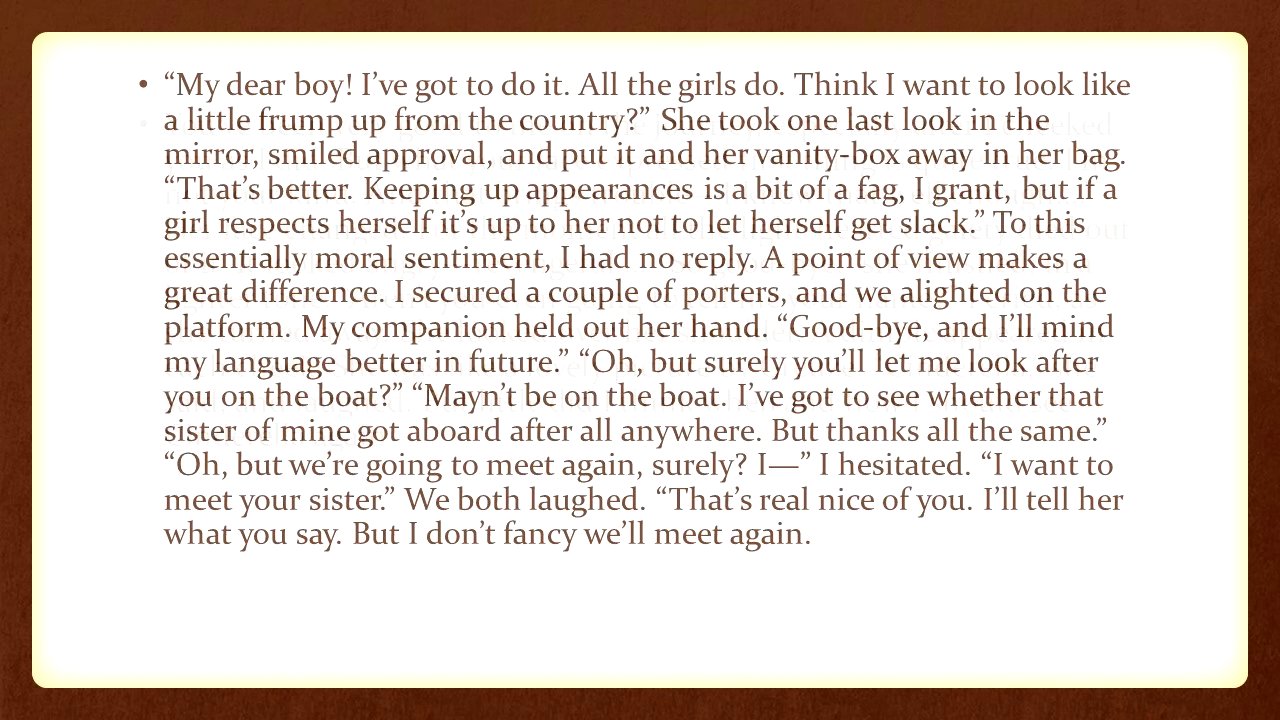 • “My dear boy! I’ve got to do it. All the girls do. Think I want to look like
a little frump up from the country?” She took one last look in the
mirror, smiled approval, and put it and her vanity-box away in her bag.
“That’s better. Keeping up appearances is a bit of a fag, I grant, but if a
girl respects herself it’s up to her not to let herself get slack.” To this
essentially moral sentiment, I had no reply. A point of view makes a
great difference. I secured a couple of porters, and we alighted on the
platform. My companion held out her hand. “Good-bye, and I’ll mind
my language better in future.” “Oh, but surely you’ll let me look after
you on the boat?” “Mayn’t be on the boat. I’ve got to see whether that
sister of mine got aboard after all anywhere. But thanks all the same.”
“Oh, but we’re going to meet again, surely? I—” I hesitated. “I want to
meet your sister.” We both laughed. “That’s real nice of you. I’ll tell her
what you say. But I don’t fancy we’ll meet again.